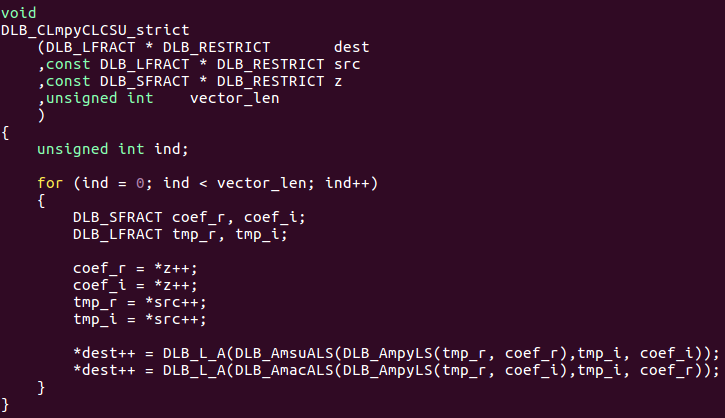 void
DLB_CLmpyCLCSU_strict
    (DLB_LFRACT * DLB_RESTRICT       dest
    ,const DLB_LFRACT * DLB_RESTRICT src
    ,const DLB_SFRACT * DLB_RESTRICT z
    ,unsigned int    vector_len
    )
{
    unsigned int ind;

    for (ind = 0; ind < vector_len; ind++)
    {
        DLB_SFRACT coef_r, coef_i;
        DLB_LFRACT tmp_r, tmp_i;

        coef_r = *z++;
        coef_i = *z++;
        tmp_r = *src++;
        tmp_i = *src++;

        *dest++ = DLB_L_A(DLB_AmsuALS(DLB_AmpyLS(tmp_r, coef_r),tmp_i, coef_i));
        *dest++ = DLB_L_A(DLB_AmacALS(DLB_AmpyLS(tmp_r, coef_i),tmp_i, coef_r));
    }
}